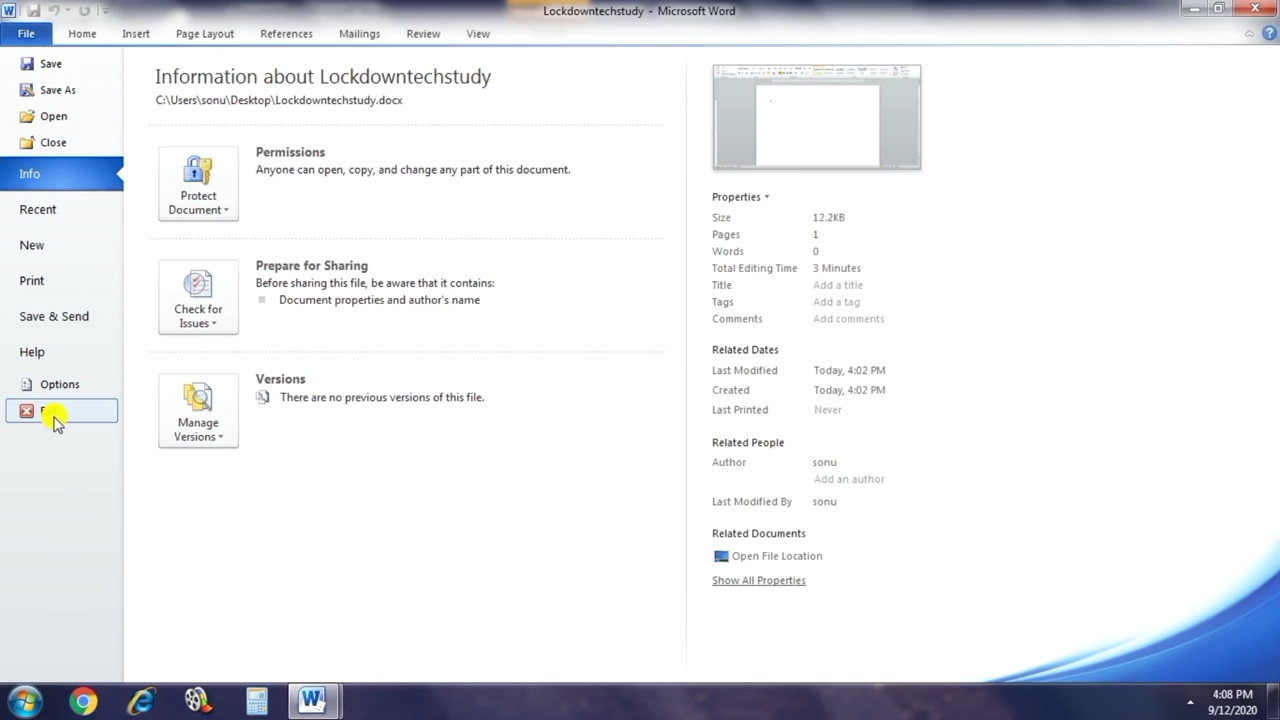 Lockdowntechstudy - Microsoft Word
File Home Insert Page Layout References Mailings Review View
Save
Save As
Open
Close
Info
Recent
New
Print
Save & Send
Help
Options
Information about Lockdowntechstudy
C:\Users\sonu\Desktop\Lockdowntechstudy.docx
Protect
Document
Permissions
Anyone can open, copy, and change any part of this document.
Check for
Issues
Prepare for Sharing
Before sharing this file, be aware that it contains:
Document properties and author's name
Manage
Versions
Versions
There are no previous versions of this file.
Properties
Size 12.2KB
Pages 1
Words 0
Total Editing Time 3 Minutes
Title Add a title
Tags Add a tag
Comments Add comments
Related Dates
Last Modified Today, 4:02 PM
Created Today, 4:02 PM
Last Printed Never
Related People
Author sonu
Add an author
Last Modified By sonu
Related Documents
Open File Location
Show All Properties
4:08 PM
9/12/2020